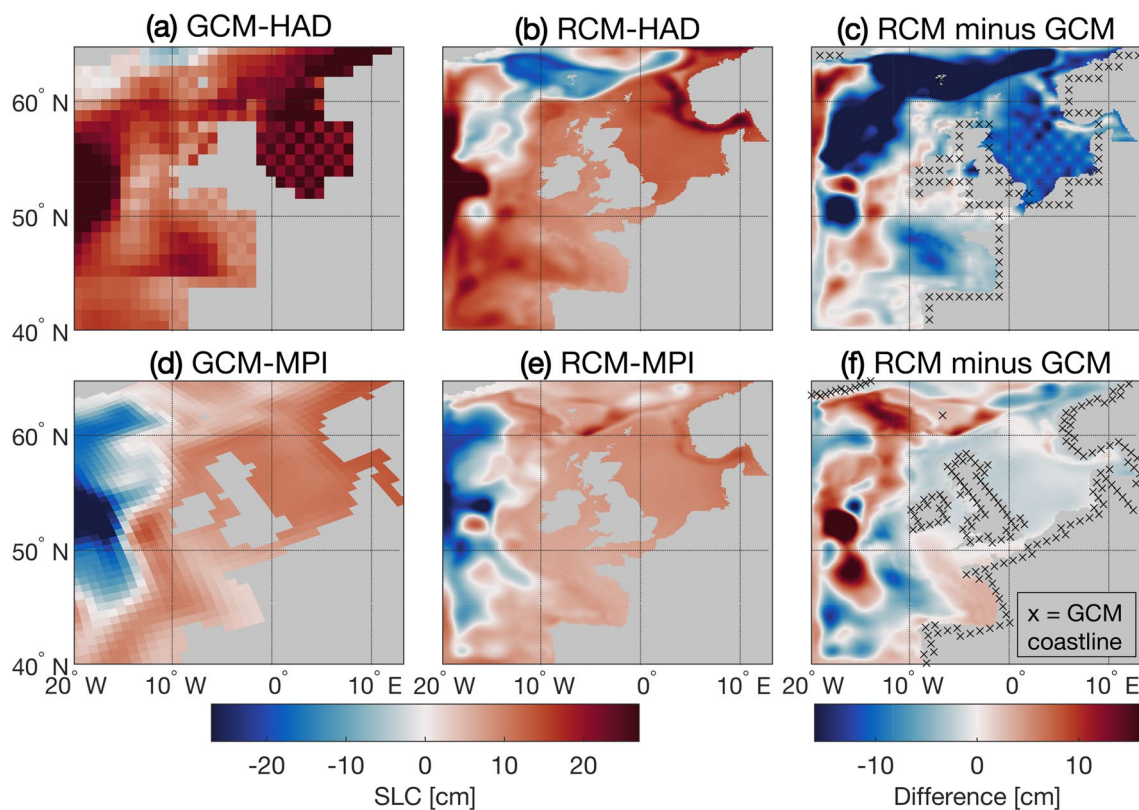 (a) GCM-HAD
(b) RCM-HAD
(c) RCM minus GCM
60° N
50° N
40° N
(d) GCM-MPI
(e) RCM-MPI
(f) RCM minus GCM
60° N
50° N
40° N
x = GCM
coastline
20° W 10° W 0° 10° E
20° W 10° W 0° 10° E
20° W 10° W 0° 10° E
-20 -10 0 10 20
SLC [cm]
-10 0 10
Difference [cm]